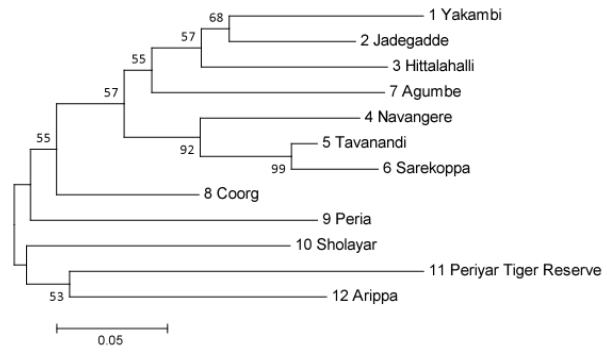 68
1 Yakambi
57
2 Jadegadde
55
3 Hittalahalli
57
7 Agumbe
4 Navangere
55
92
5 Tavanandi
99
6 Sarekoppa
8 Coorg
9 Peria
10 Sholayar
11 Periyar Tiger Reserve
53
12 Arippa
0.05